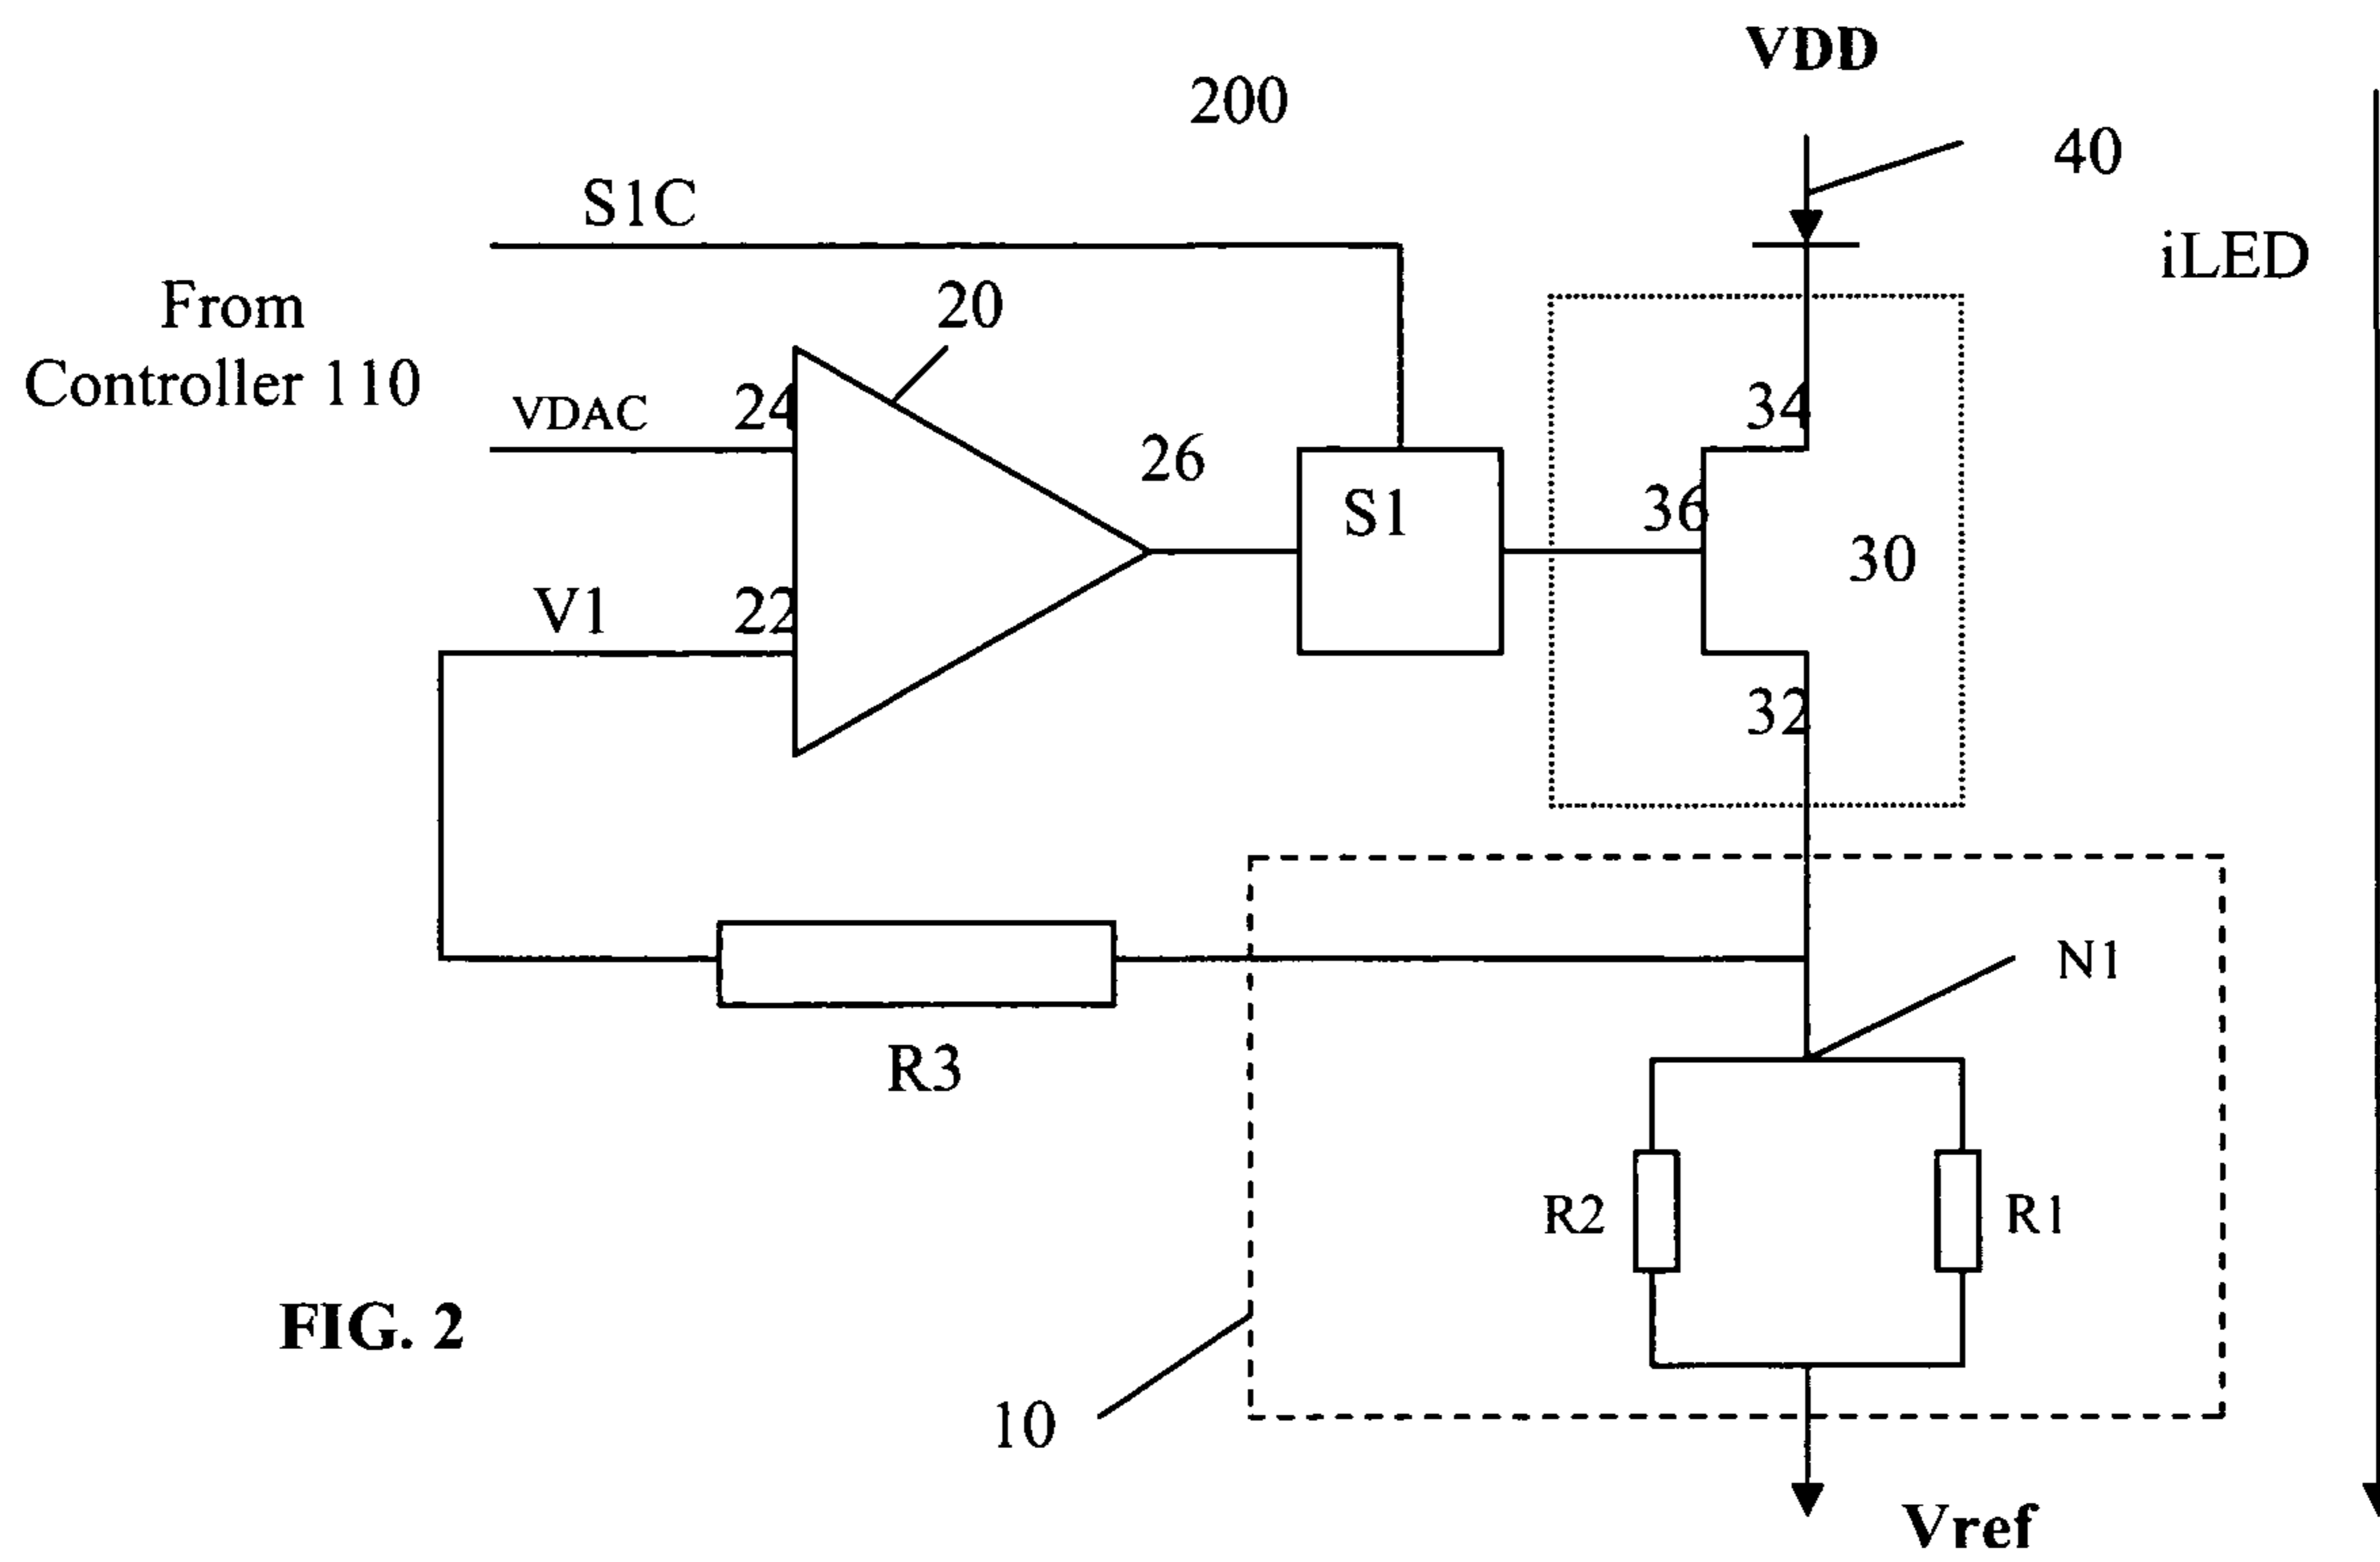 VDD
200
40
S1C
iLED
From
Controller 110
20
VDAC
24
26
34
S1
36
30
V1
22
32
N1
R3
R2
R1
FIG. 2
10
Vref